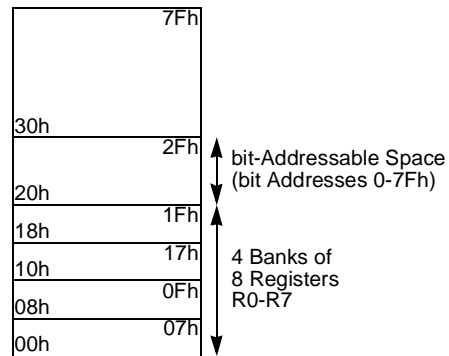 7Fh
30h
2Fh
bit-Addressable Space
(bit Addresses 0-7Fh)
20h
1Fh
18h
17h
4 Banks of
8 Registers
R0-R7
10h
0Fh
08h
07h
00h